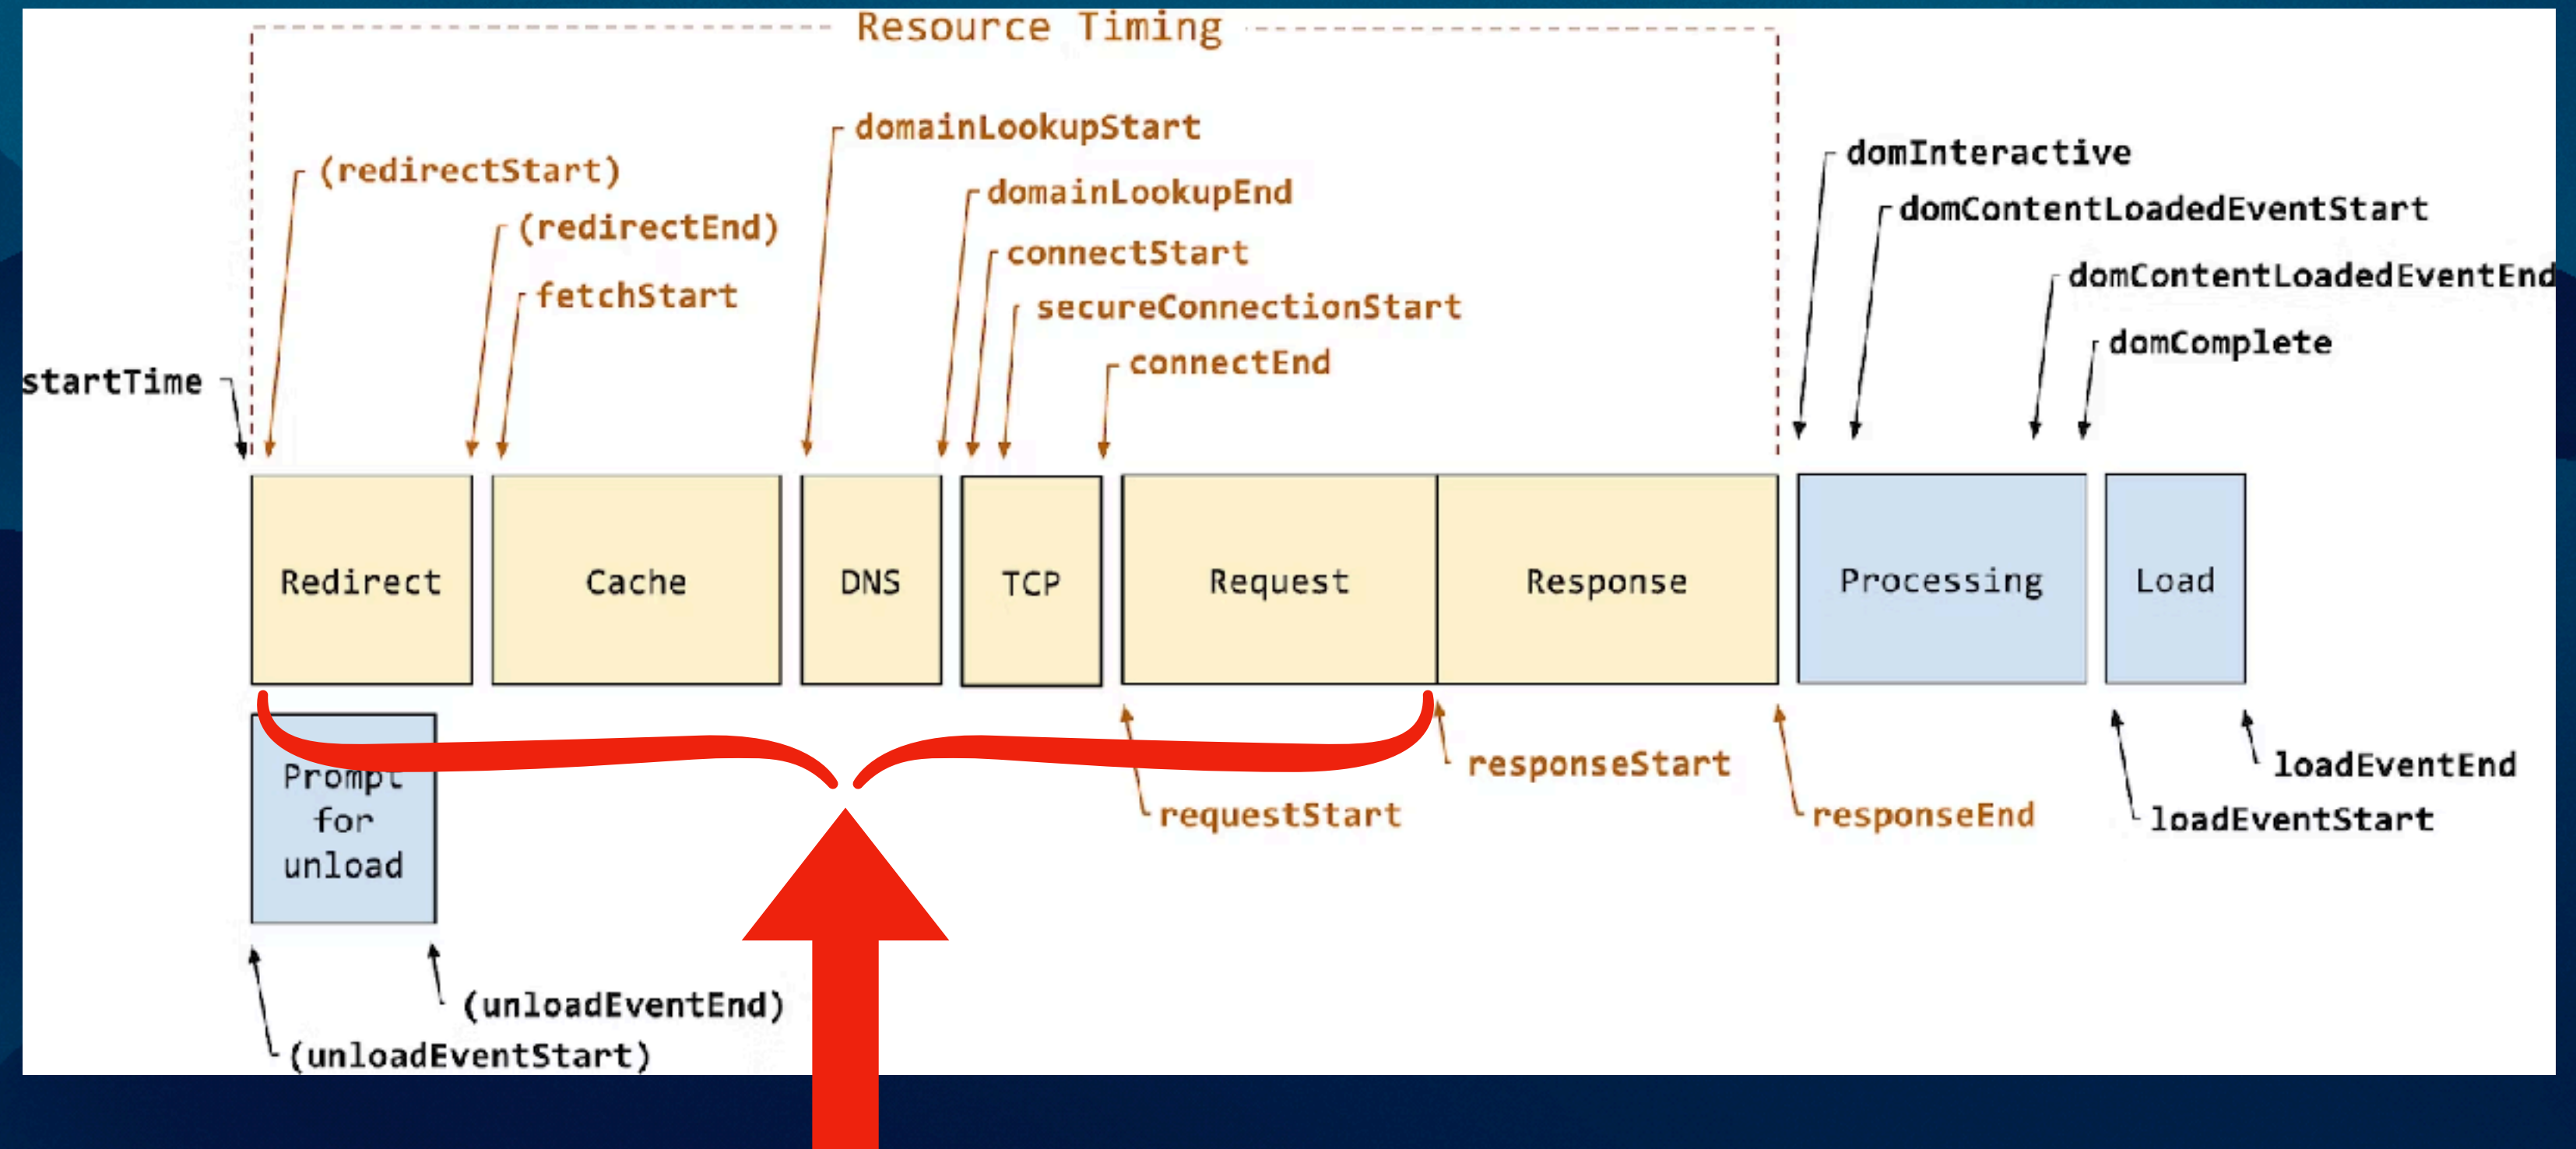 Resource Timing
domainLookupStart
domInteractive
(redirectStart)
domainLookupEnd
domContentLoadedEventStart
(redirectEnd)
connectStart
domContentLoadedEventEnd
fetchStart
secureConnectionStart
domComplete
connectEnd
startTime
Redirect
Cache
DNS
TCP
Request
Response
Processing
Load
Prompt
for
unload
responseStart
loadEventEnd
requestStart
responseEnd
loadEventStart
(unloadEventEnd)
(unloadEventStart)